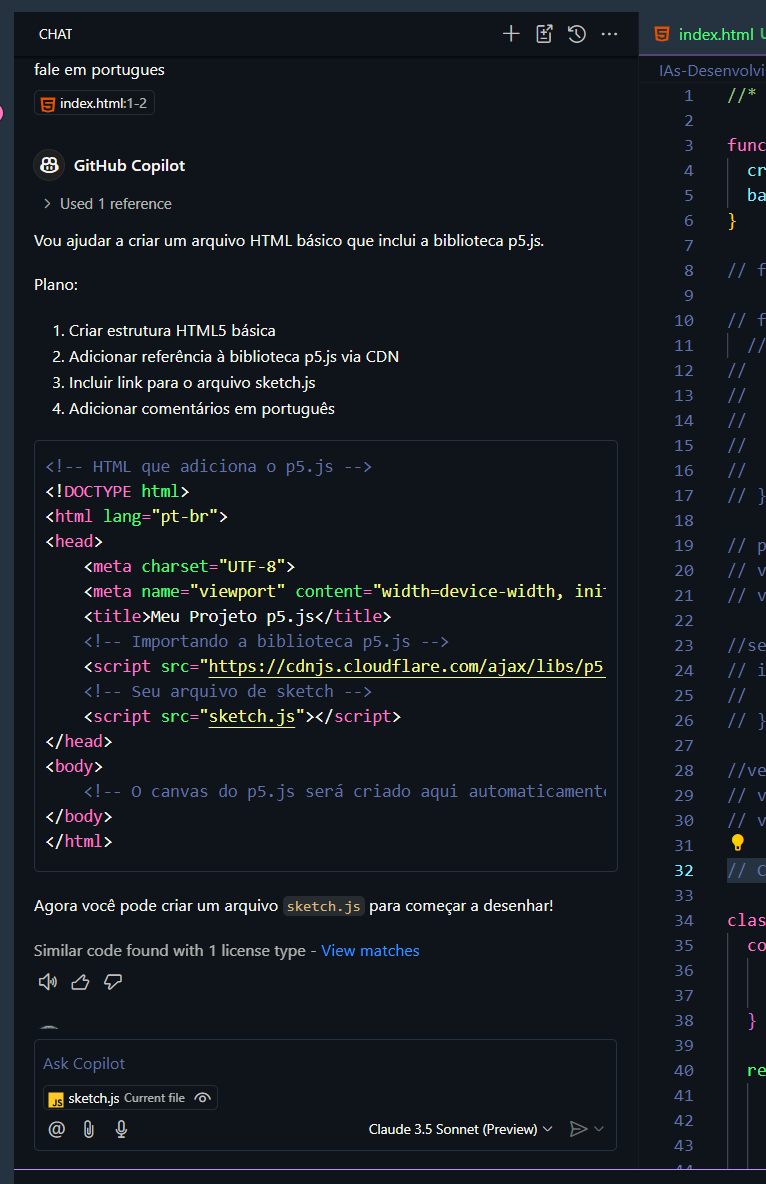 CHAT
fale em portugues
index.html:1-2
GitHub Copilot
Used 1 reference
Vou ajudar a criar um arquivo HTML básico que inclui a biblioteca p5.js.
Plano:
1. Criar estrutura HTML5 básica
2. Adicionar referência à biblioteca p5.js via CDN
3. Incluir link para o arquivo sketch.js
4. Adicionar comentários em português
<!-- HTML que adiciona o p5.js -->
<!DOCTYPE html>
<html lang="pt-br">
<head>
    <meta charset="UTF-8">
    <meta name="viewport" content="width=device-width, init
    <title>Meu Projeto p5.js</title>
    <!-- Importando a biblioteca p5.js -->
    <script src="https://cdnjs.cloudflare.com/ajax/libs/p5
    <!-- Seu arquivo de sketch -->
    <script src="sketch.js"></script>
</head>
<body>
    <!-- O canvas do p5.js será criado aqui automaticamente
</body>
</html>
Agora você pode criar um arquivo sketch.js para começar a desenhar!
Similar code found with 1 license type - View matches
Ask Copilot
JS sketch.js Current file
Claude 3.5 Sonnet (Preview)
index.html U
IAs-Desenvolvi
1 //*
2
3 func
4 cr
5 ba
6 }
7
8 // f
9
10 // f
11 //
12 //
13 //
14 //
15 //
16 //
17 // }
18
19 // p
20 // v
21 // v
22
23 //se
24 // i
25 //
26 // }
27
28 //ve
29 // v
30 // v
31
32 // C
33
34 clas
35 co
36
37
38 }
39
40 re
41
42
43
44